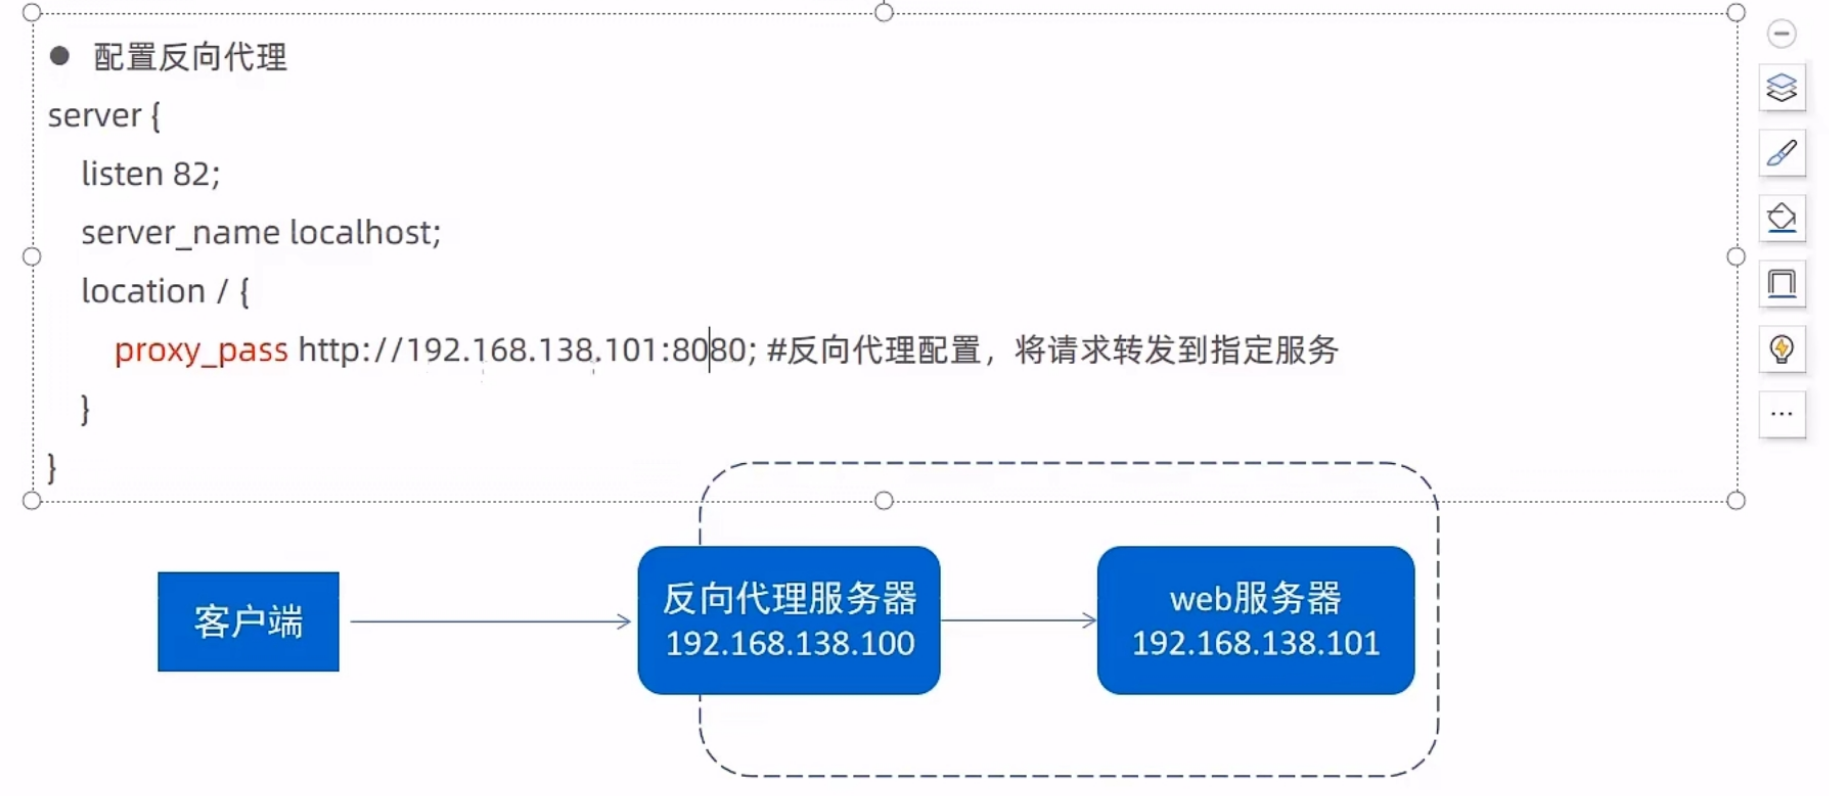 ● 配置反向代理
server {
listen 82;
server_name localhost;
location / {
proxy_pass http://192.168.138.101:8080; #反向代理配置，将请求转发到指定服务
}
}
客户端
反向代理服务器
192.168.138.100
web服务器
192.168.138.101